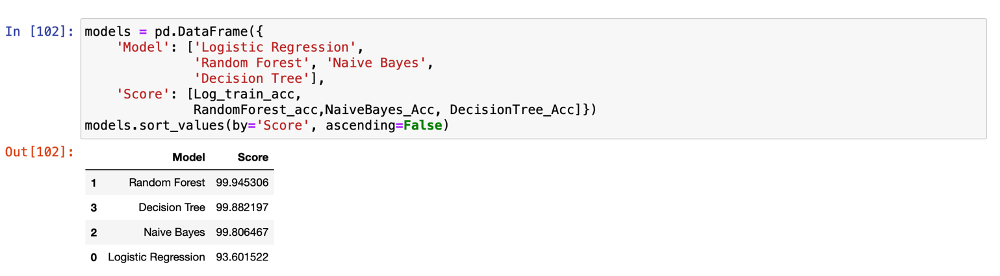 In [102]: models = pd.DataFrame({
'Model': ['Logistic Regression',
'Random Forest', 'Naive Bayes',
'Decision Tree'],
'Score': [Log_train_acc,
RandomForest_acc,NaiveBayes_Acc, DecisionTree_Acc]})
models.sort_values(by='Score', ascending=False)
Out[102]:
Model Score
1 Random Forest 99.945306
3 Decision Tree 99.882197
2 Naive Bayes 99.806467
0 Logistic Regression 93.601522